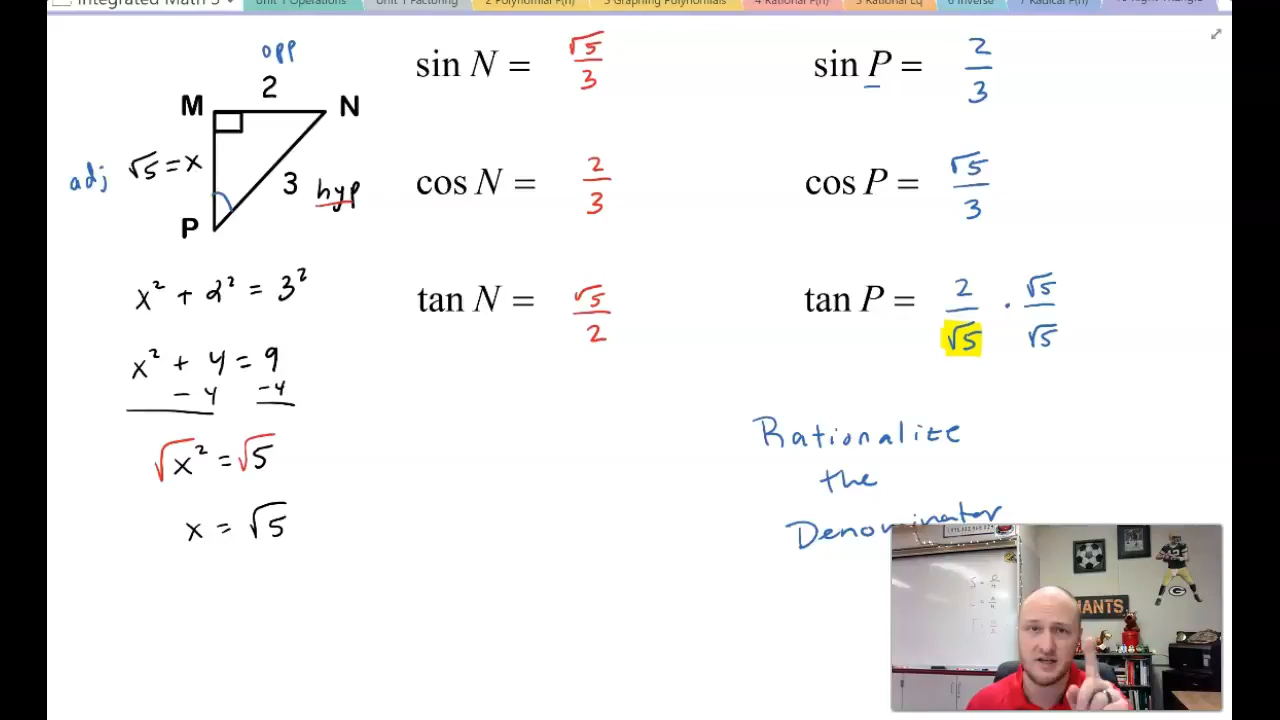 Integrated Math 3
Unit 1 Operations
Unit 1 Factoring
2 Polynomial F(n)
3 Graphing Polynomials
4 Rational F(n)
5 Rational Eq
6 Inverse
7 Radical F(n)
opp
2
M
N
adj
√5 = x
3
hyp
P
x² + 2² = 3²
x² + 4 = 9
- 4 -4
√x² = √5
x = √5
sin N = √5/3
cos N = 2/3
tan N = √5/2
sin P = 2/3
cos P = √5/3
tan P = 2/√5 · √5/√5
Rationalize
the
Denominator
G